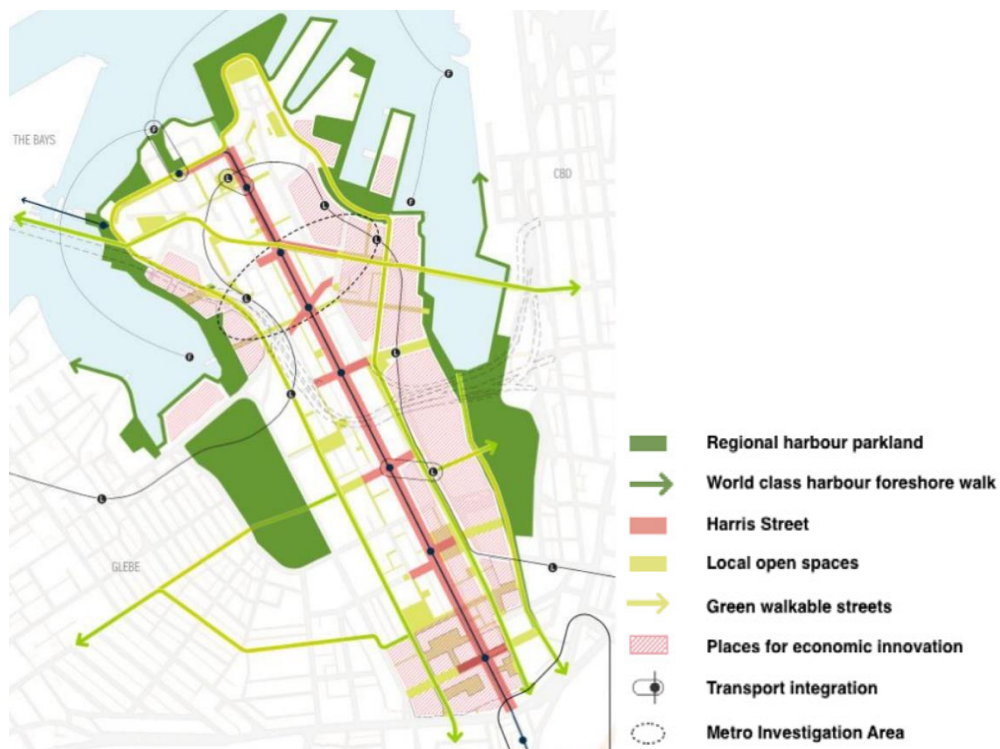 THE BAYS
CBD
GLEBE
F
F
F
F
L
L
L
L
L
L
L
L
L
Regional harbour parkland
World class harbour foreshore walk
Harris Street
Local open spaces
Green walkable streets
Places for economic innovation
Transport integration
Metro Investigation Area